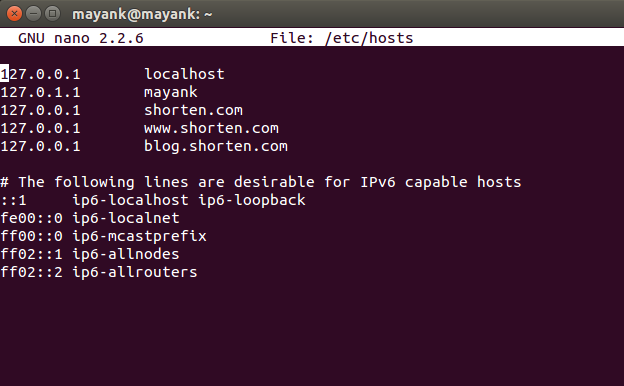 mayank@mayank: ~
GNU nano 2.2.6 File: /etc/hosts
127.0.0.1 localhost
127.0.1.1 mayank
127.0.0.1 shorten.com
127.0.0.1 www.shorten.com
127.0.0.1 blog.shorten.com
# The following lines are desirable for IPv6 capable hosts
::1 ip6-localhost ip6-loopback
fe00::0 ip6-localnet
ff00::0 ip6-mcastprefix
ff02::1 ip6-allnodes
ff02::2 ip6-allrouters